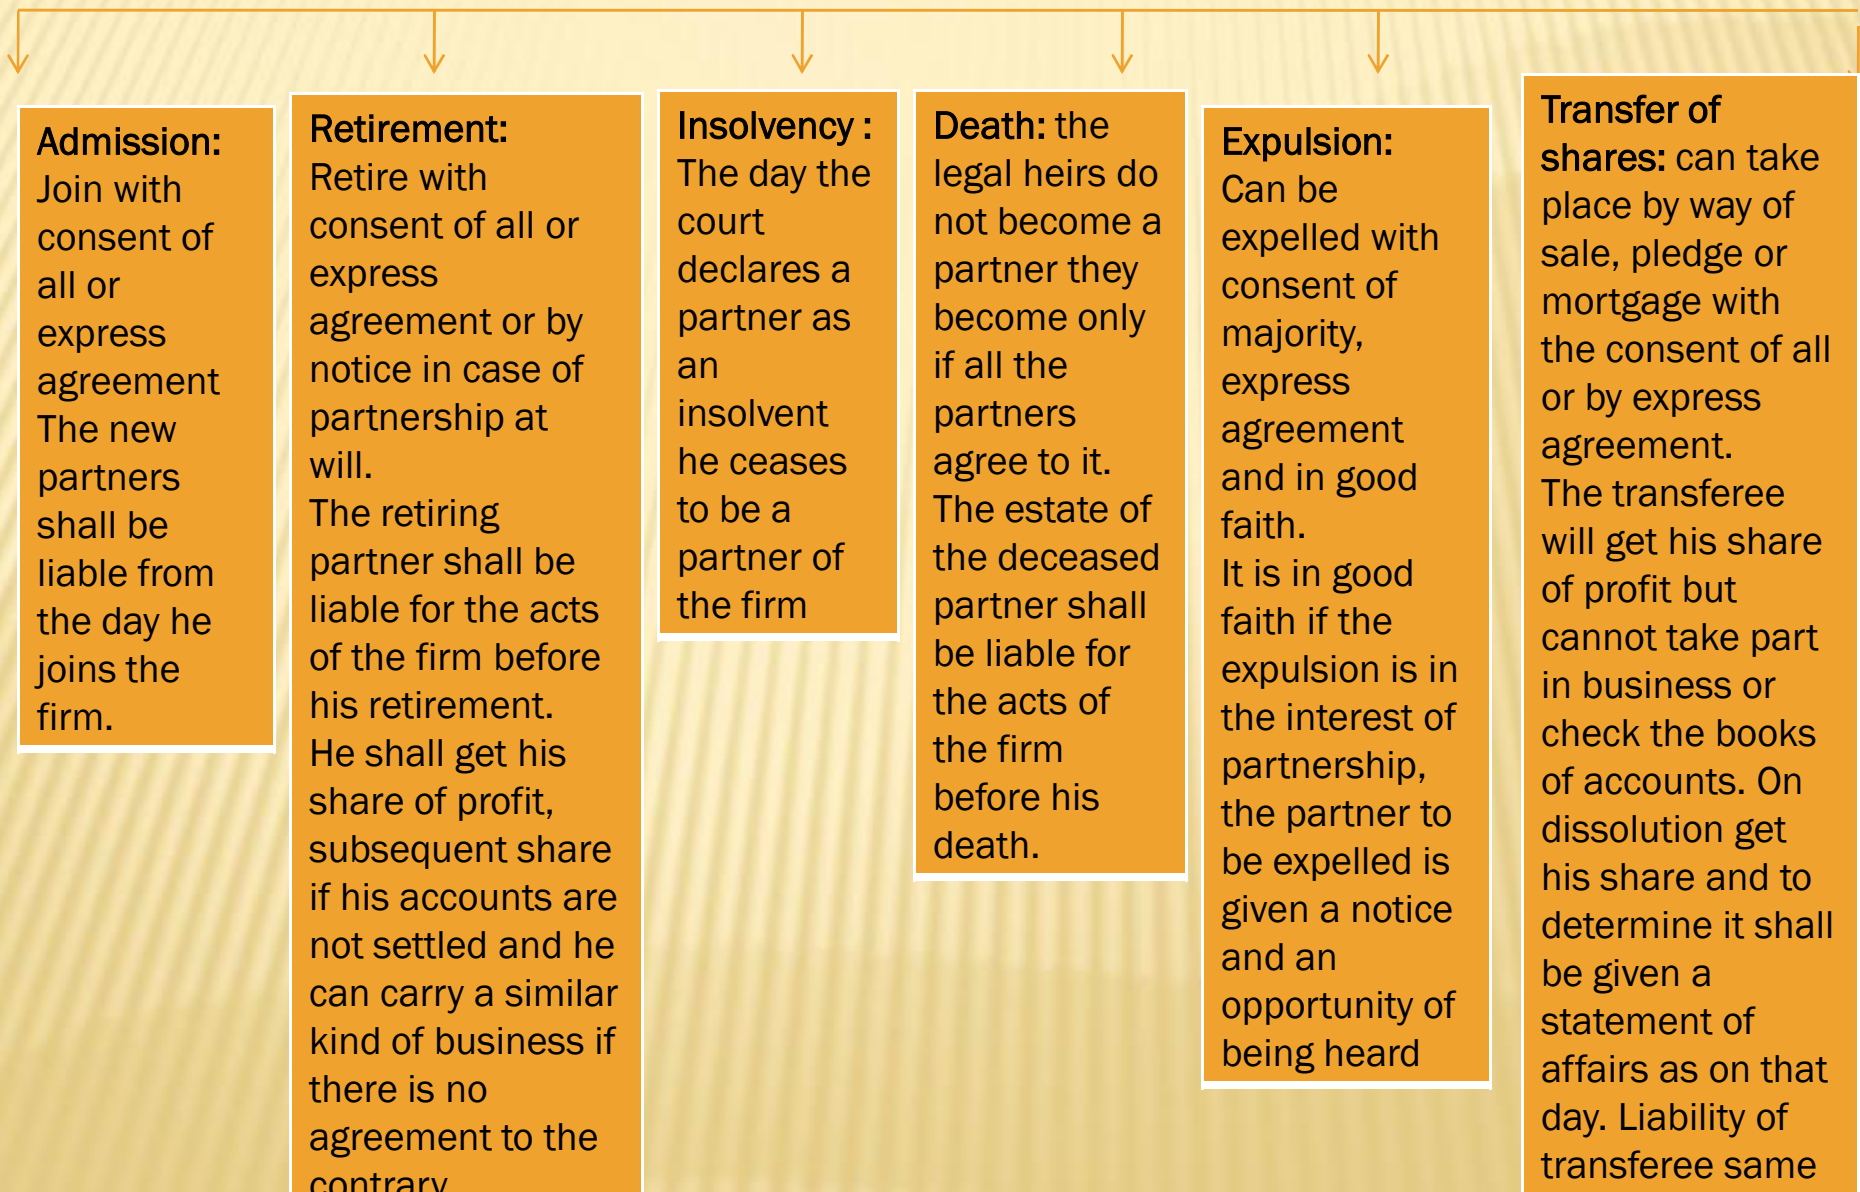 Admission:
Join with
consent of
all or
express
agreement
The new
partners
shall be
liable from
the day he
joins the
firm.
Retirement:
Retire with
consent of all or
express
agreement or by
notice in case of
partnership at
will.
The retiring
partner shall be
liable for the acts
of the firm before
his retirement.
He shall get his
share of profit,
subsequent share
if his accounts are
not settled and he
can carry a similar
kind of business if
there is no
agreement to the
contrary
Insolvency :
The day the
court
declares a
partner as
an
insolvent
he ceases
to be a
partner of
the firm
Death: the
legal heirs do
not become a
partner they
become only
if all the
partners
agree to it.
The estate of
the deceased
partner shall
be liable for
the acts of
the firm
before his
death.
Expulsion:
Can be
expelled with
consent of
majority,
express
agreement
and in good
faith.
It is in good
faith if the
expulsion is in
the interest of
partnership,
the partner to
be expelled is
given a notice
and an
opportunity of
being heard
Transfer of
shares: can take
place by way of
sale, pledge or
mortgage with
the consent of all
or by express
agreement.
The transferee
will get his share
of profit but
cannot take part
in business or
check the books
of accounts. On
dissolution get
his share and to
determine it shall
be given a
statement of
affairs as on that
day. Liability of
transferee same